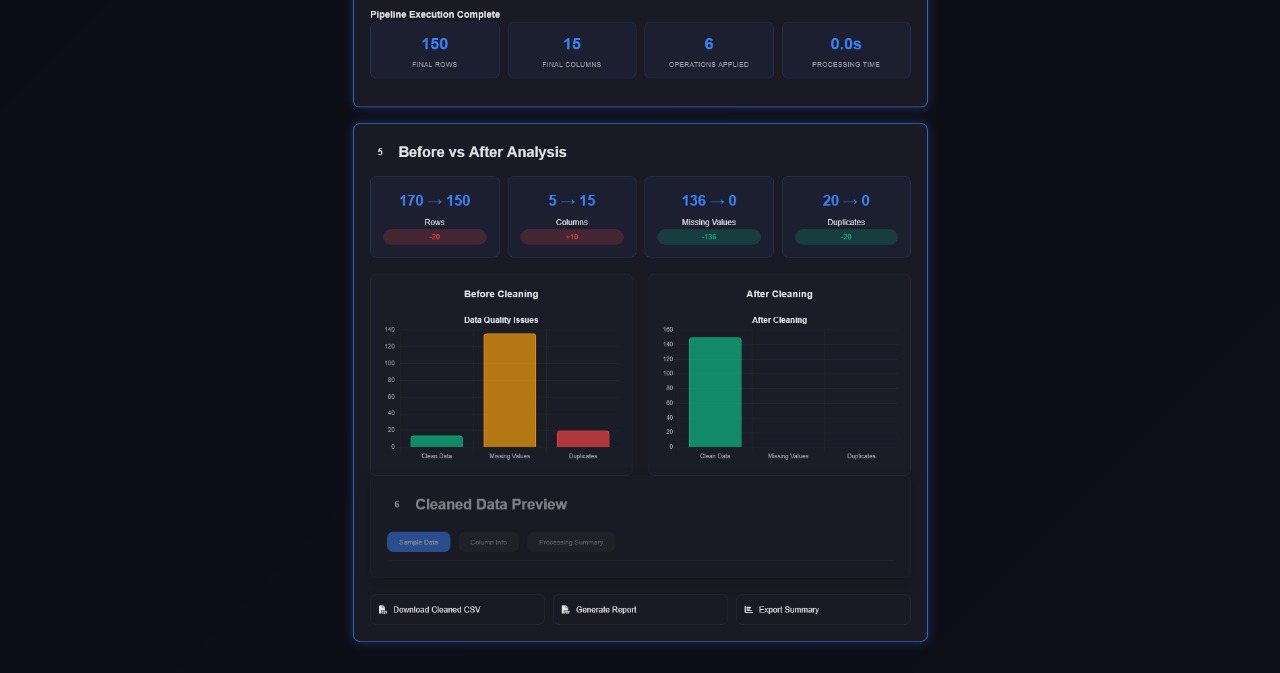 Pipeline Execution Complete
150
FINAL ROWS
15
FINAL COLUMNS
6
OPERATIONS APPLIED
0.0s
PROCESSING TIME
5 Before vs After Analysis
170 → 150
Rows
-20
5 → 15
Columns
+10
136 → 0
Missing Values
-136
20 → 0
Duplicates
-20
Before Cleaning
Data Quality Issues
140
120
100
80
60
40
20
0
Clean Data
Missing Values
Duplicates
After Cleaning
After Cleaning
160
140
120
100
80
60
40
20
0
Clean Data
Missing Values
Duplicates
6 Cleaned Data Preview
Sample Data
Column Info
Processing Summary
Download Cleaned CSV
Generate Report
Export Summary